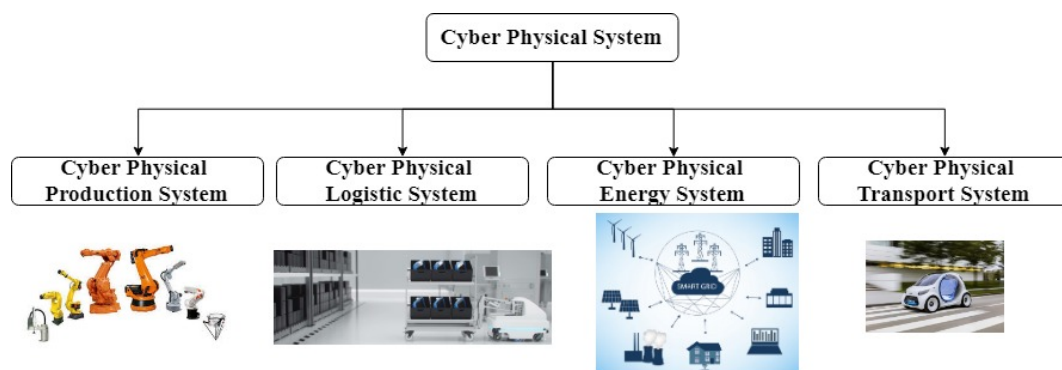 Cyber Physical System
Cyber Physical
Production System
Cyber Physical
Logistic System
Cyber Physical
Energy System
Cyber Physical
Transport System
SMART GRID